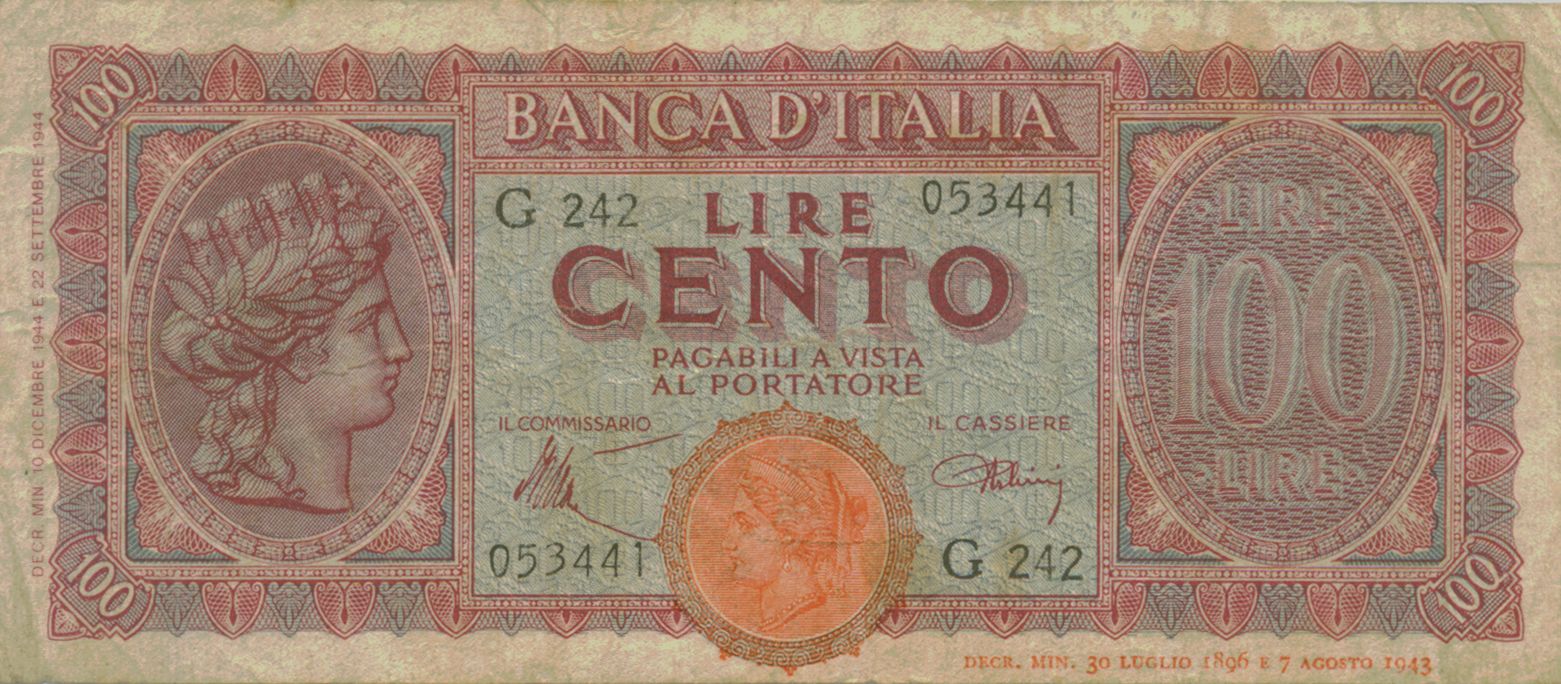 100
100
BANCA D'ITALIA
G 242
LIRE
053441
CENTO
PAGABILI A VISTA
AL PORTATORE
IL COMMISSARIO
IL CASSIERE
053441
G 242
LIRE
100
LIRE
100
100
DECR. MIN. 10 DICEMBRE 1944 E 22 SETTEMBRE 1944
DECR. MIN. 30 LUGLIO 1896 E 7 AGOSTO 1943